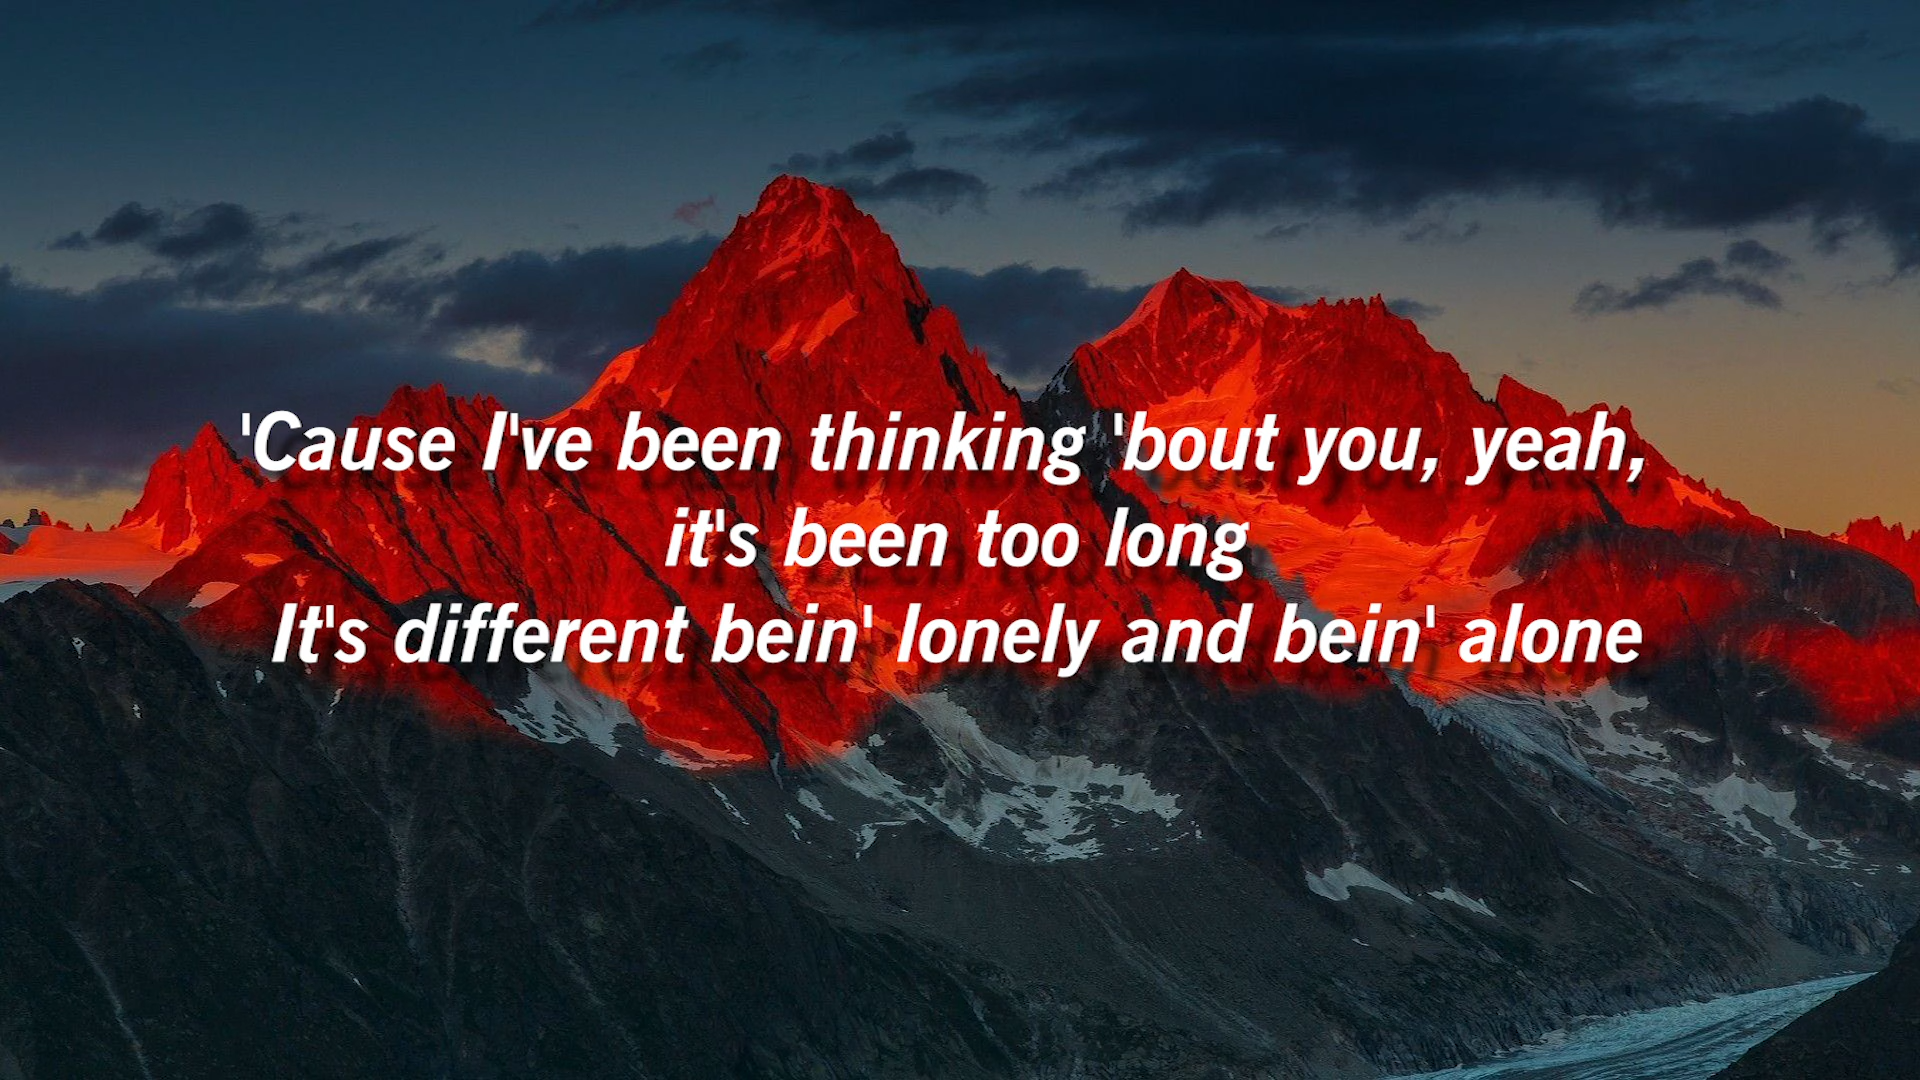 'Cause I've been thinking 'bout you, yeah,
it's been too long
It's different bein' lonely and bein' alone